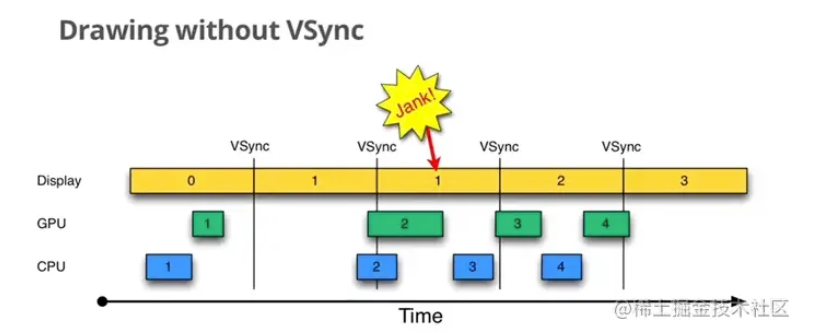 Drawing without VSync
Jank!
VSync VSync VSync VSync
Display 0 1 1 2 3
GPU 1 2 3 4
CPU 1 2 3 4
Time
@稀土掘金技术社区